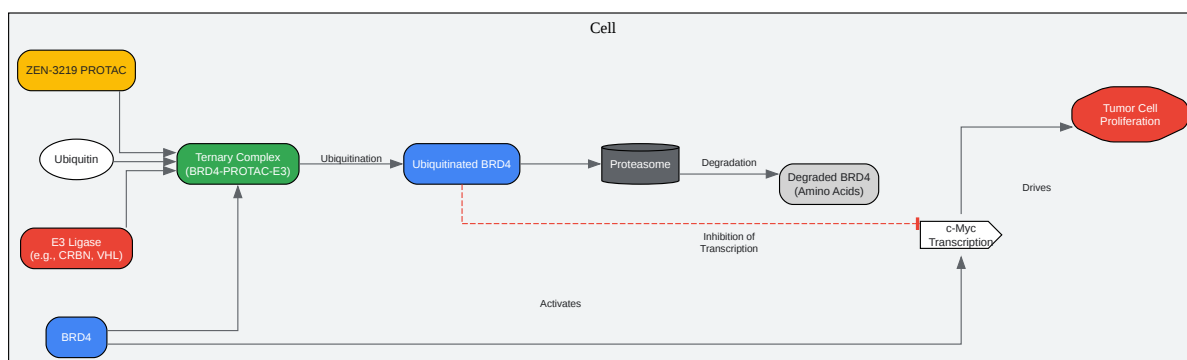 Cell
ZEN-3219 PROTAC
Ubiquitin
E3 Ligase
(e.g., CRBN, VHL)
BRD4
Ternary Complex
(BRD4-PROTAC-E3)
Ubiquitination
Ubiquitinated BRD4
Proteasome
Degradation
Degraded BRD4
(Amino Acids)
Inhibition of
Transcription
Activates
c-Myc
Transcription
Drives
Tumor Cell
Proliferation